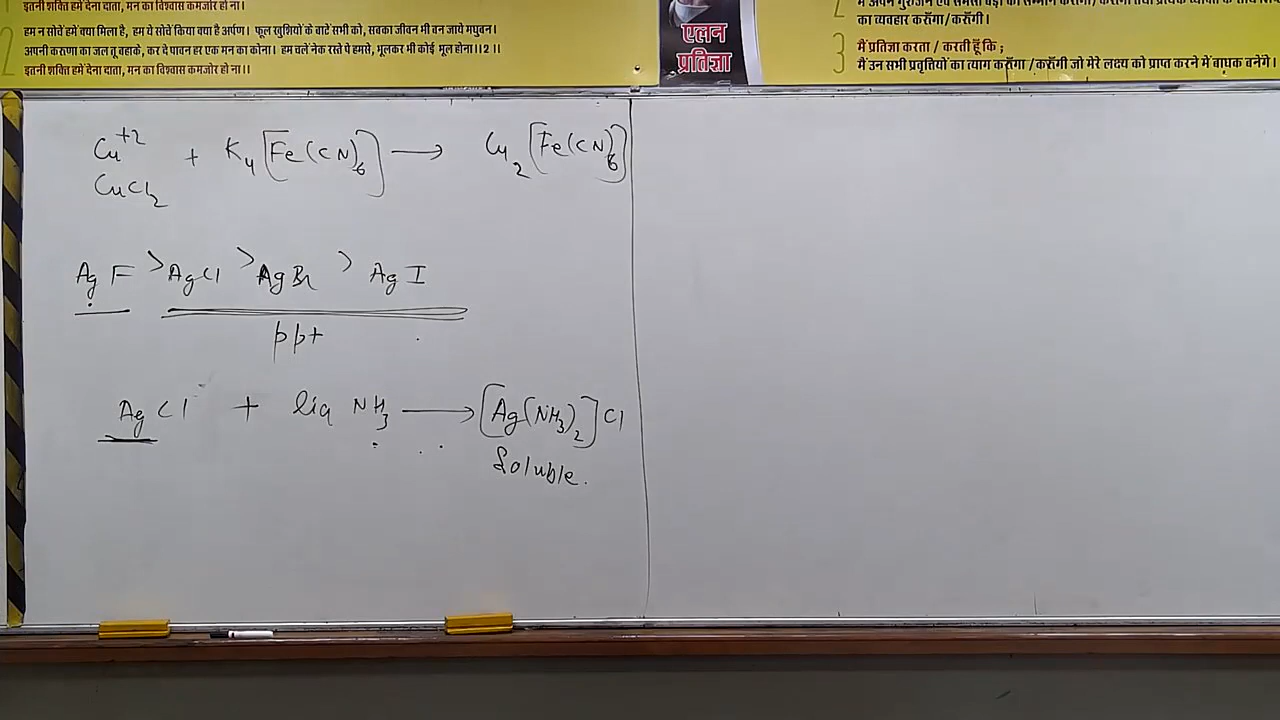 इतनी शक्ति हमें देना दाता, मन का विश्वास कमजोर हो ना।
हम न सोचें हमें क्या मिला है, हम ये सोचें किया क्या है अर्पण। फूल खुशियों के बाटें सभी को, सबका जीवन भी बन जाये मधुबन।
2 अपनी करुणा का जल तू बहाके, कर दे पावन हर एक मन का कोना। हम चलें नेक रस्ते पे हमसे, भूलकर भी कोई भूल होना।।2।।
इतनी शक्ति हमें देना दाता, मन का विश्वास कमजोर हो ना।।
एलन
प्रतिज्ञा
2
का व्यवहार करूँगा/करूँगी।
3 मैं प्रतिज्ञा करता / करती हूँ कि ;
मैं उन सभी प्रवृत्तियों का त्याग करूँगा /करूँगी जो मेरे लक्ष्य को प्राप्त करने में बाधक बनेंगे।
Cu+2 + K4[Fe(CN)6] ⟶ Cu2[Fe(CN)6]
CuCl2
AgF > AgCl > AgBr > AgI
ppt
AgCl + liq NH3 ⟶ [Ag(NH3)2]Cl
Soluble.